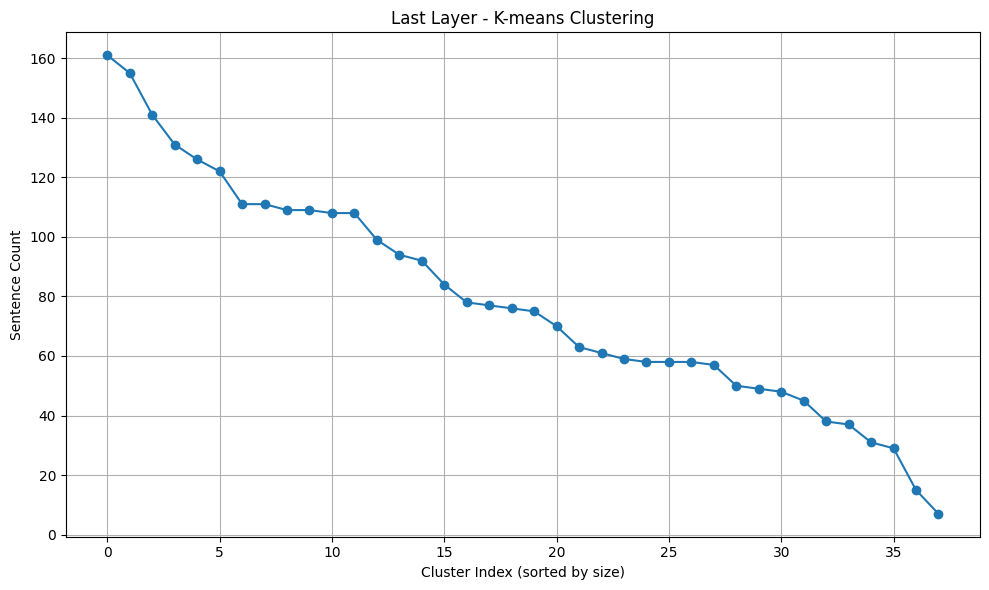 Last Layer - K-means Clustering
160
140
120
100
80
60
40
20
0
Sentence Count
0 5 10 15 20 25 30 35
Cluster Index (sorted by size)